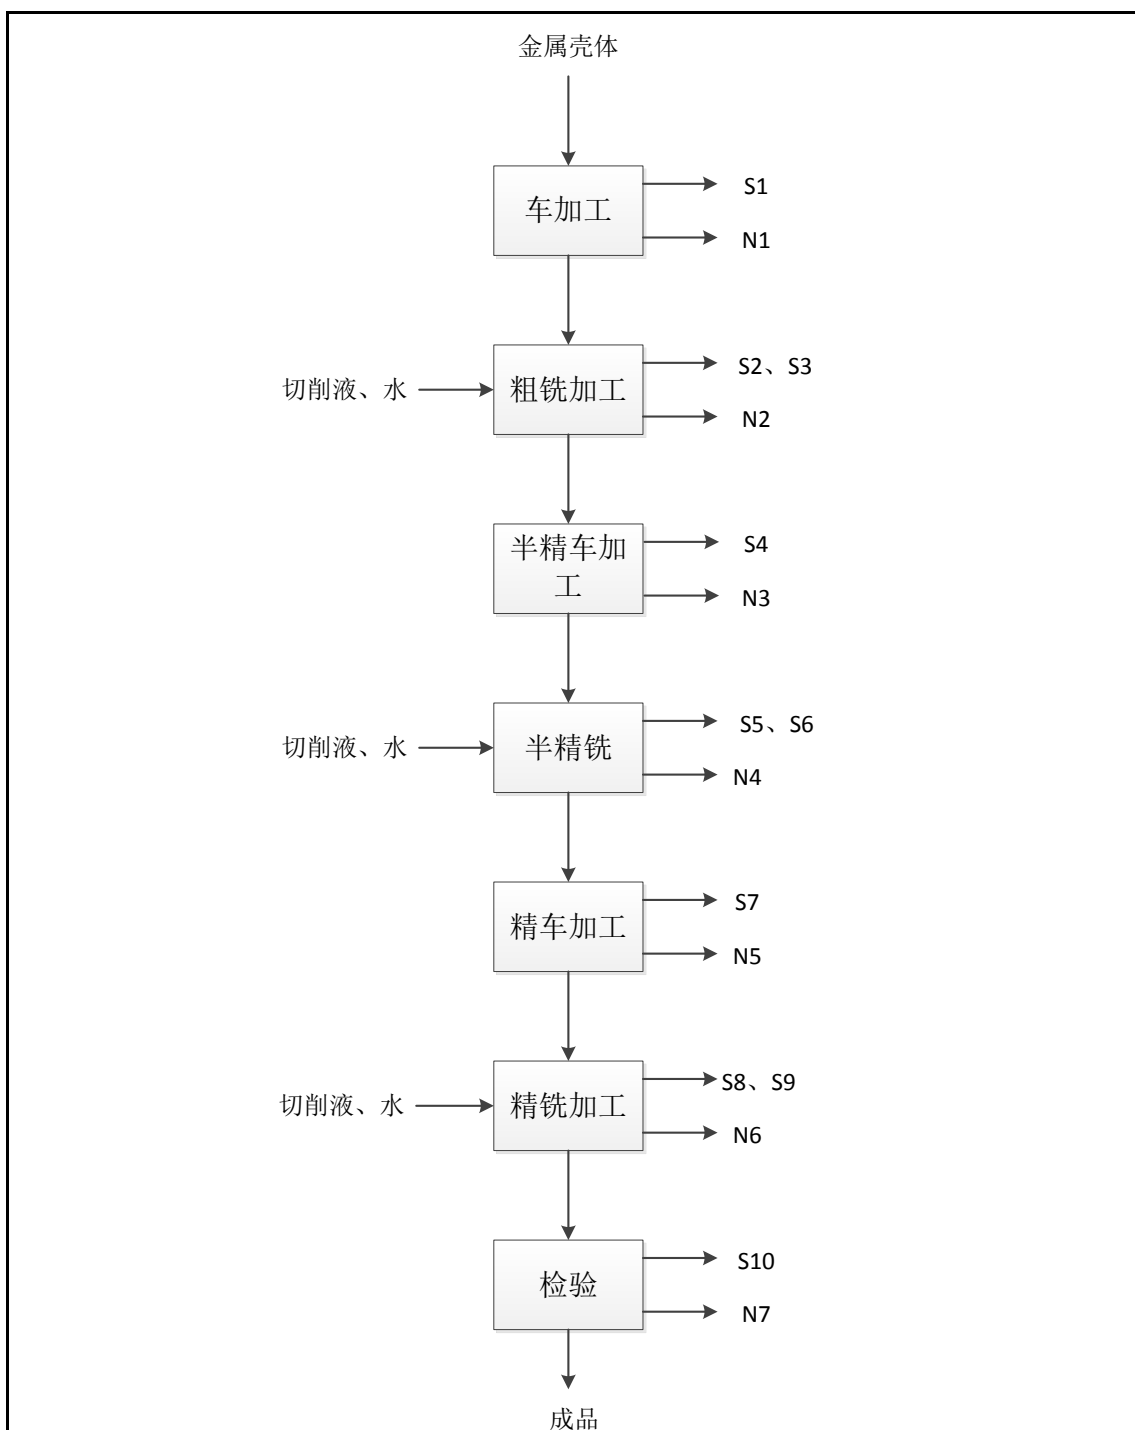 金属壳体
车加工
S1
N1
切削液、水
粗铣加工
S2、S3
N2
半精车加
工
S4
N3
切削液、水
半精铣
S5、S6
N4
精车加工
S7
N5
切削液、水
精铣加工
S8、S9
N6
检验
S10
N7
成品